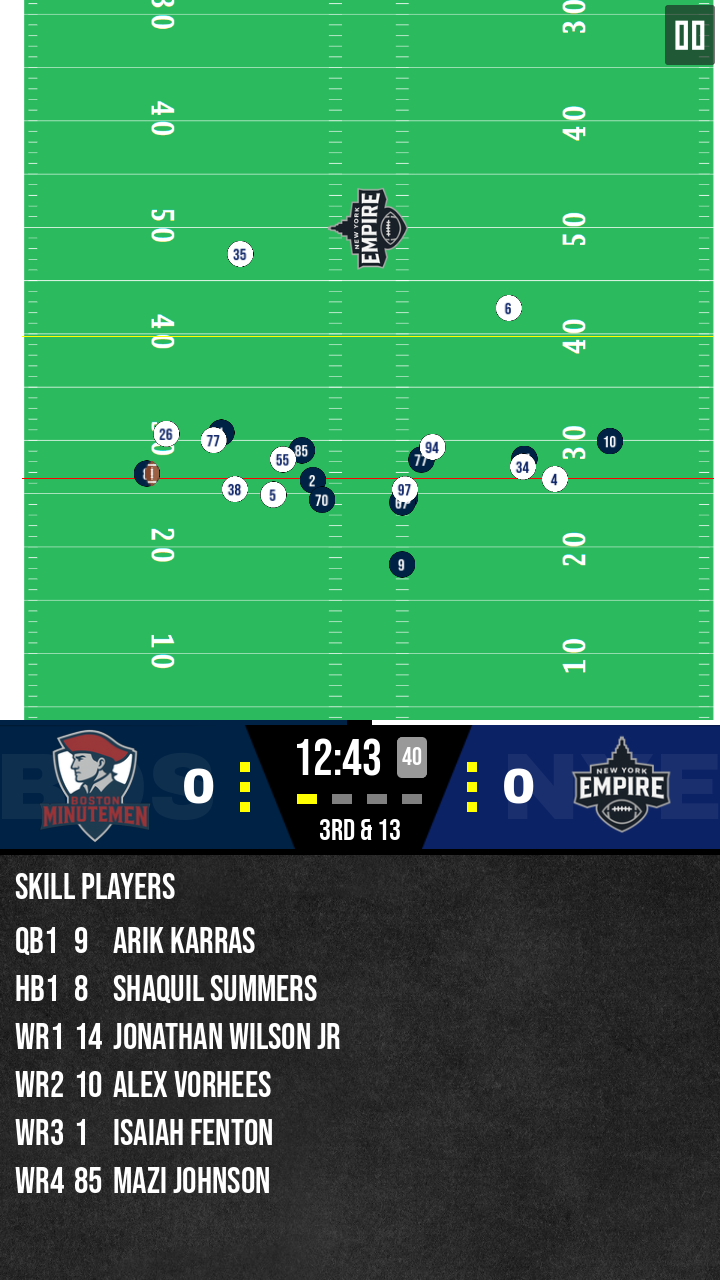 30 30
40 40
50 NEW YORK EMPIRE 50
35
6
40 40
26 77 85 94 10 30
55 77 34
2 4
38 5 70 97
67
20 20
9
10 10
12:43 40
BOSTON MINUTEMEN 0 0 NEW YORK EMPIRE
3RD & 13
SKILL PLAYERS
QB1 9 ARIK KARRAS
HB1 8 SHAQUIL SUMMERS
WR1 14 JONATHAN WILSON JR
WR2 10 ALEX VORHEES
WR3 1 ISAIAH FENTON
WR4 85 MAZI JOHNSON